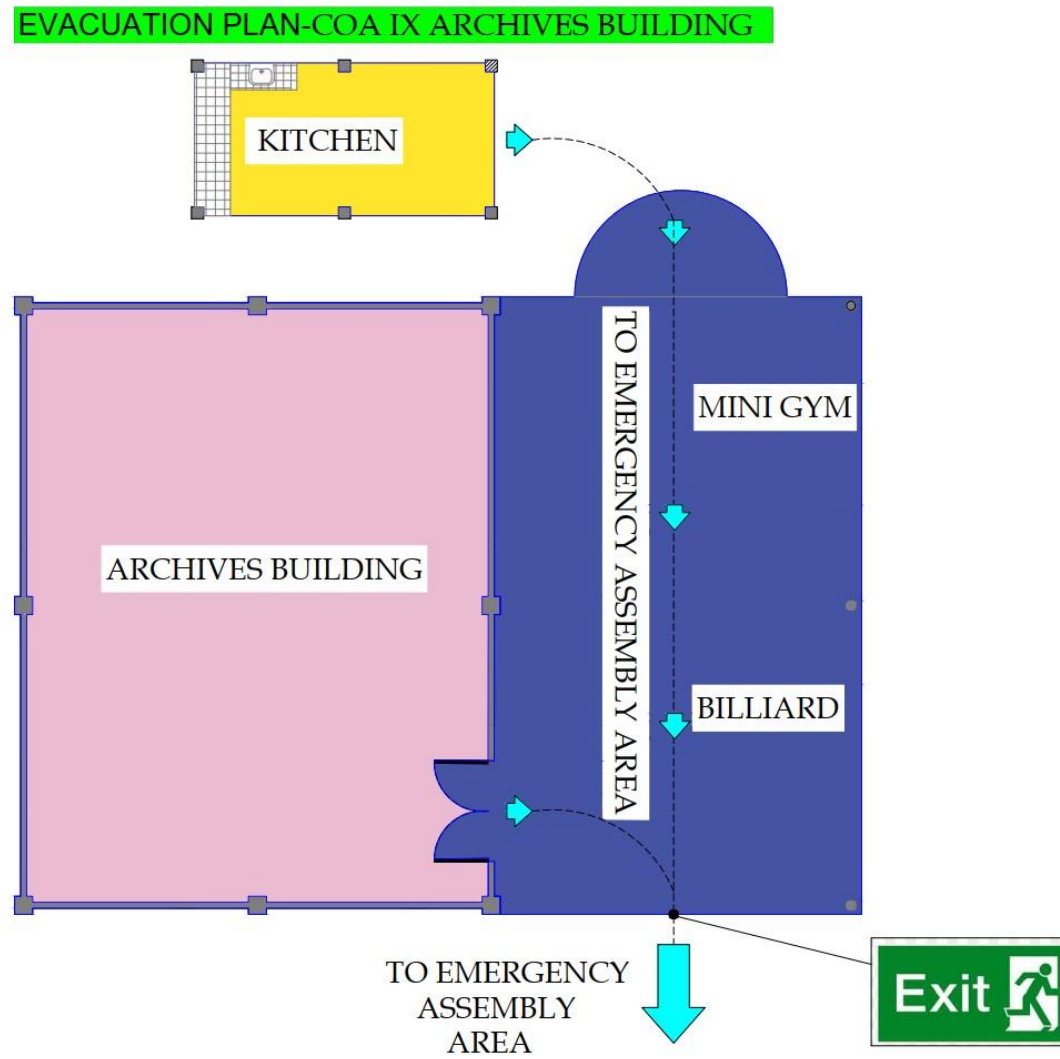 EVACUATION PLAN-COA IX ARCHIVES BUILDING
KITCHEN
TO EMERGENCY ASSEMBLY AREA
MINI GYM
ARCHIVES BUILDING
BILLIARD
TO EMERGENCY
ASSEMBLY
AREA
Exit